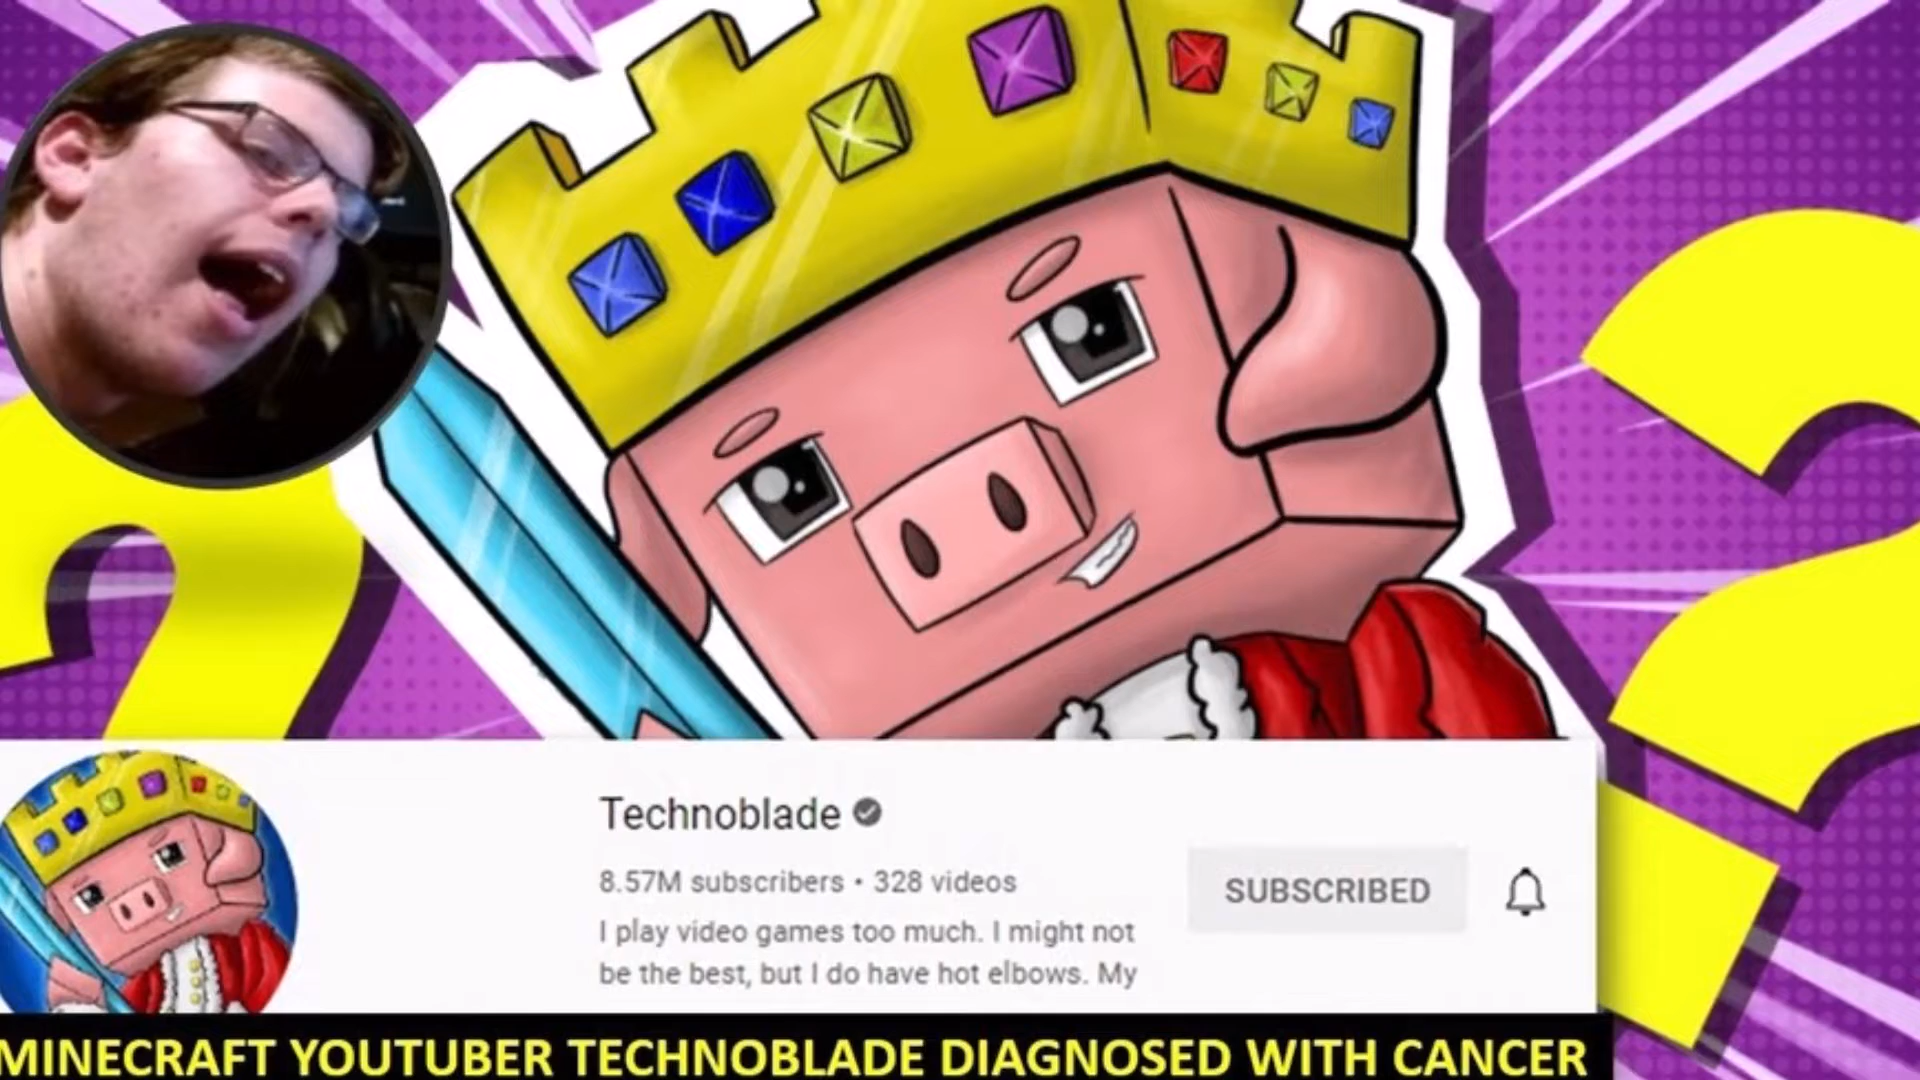 Technoblade
8.57M subscribers • 328 videos
SUBSCRIBED
I play video games too much. I might not
be the best, but I do have hot elbows. My
MINECRAFT YOUTUBER TECHNOBLADE DIAGNOSED WITH CANCER